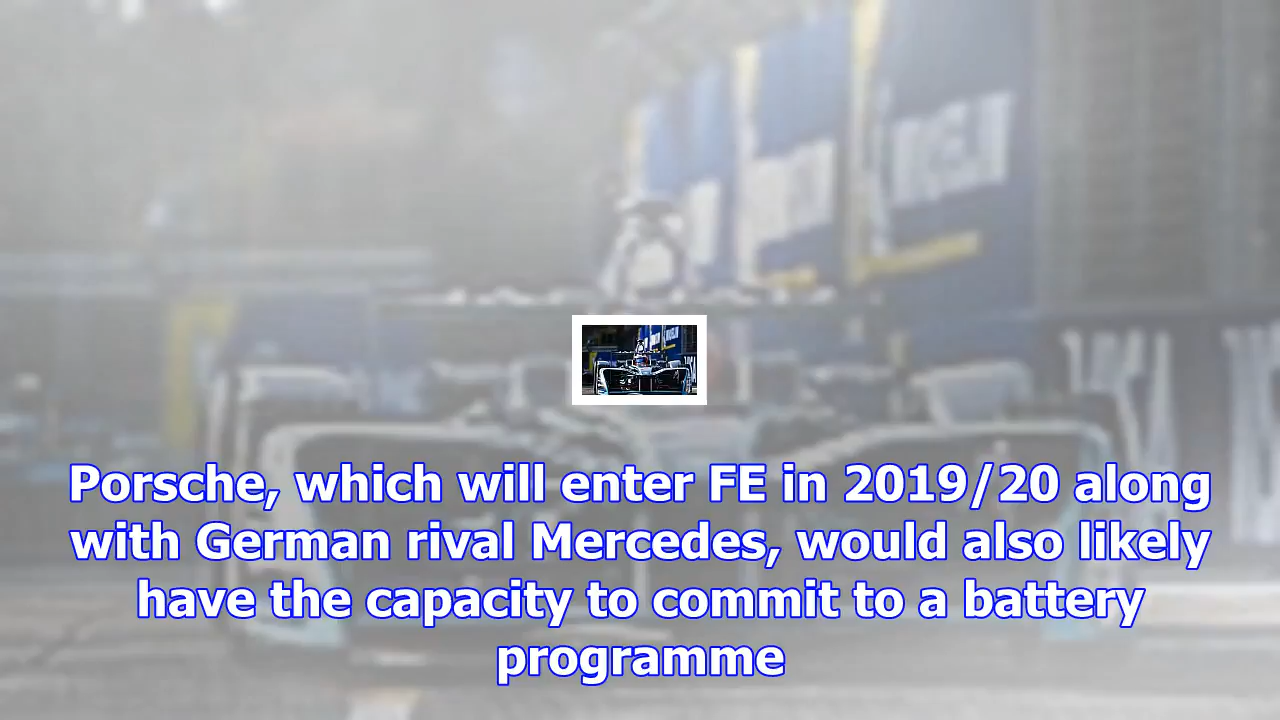 Porsche, which will enter FE in 2019/20 along
with German rival Mercedes, would also likely
have the capacity to commit to a battery
programme